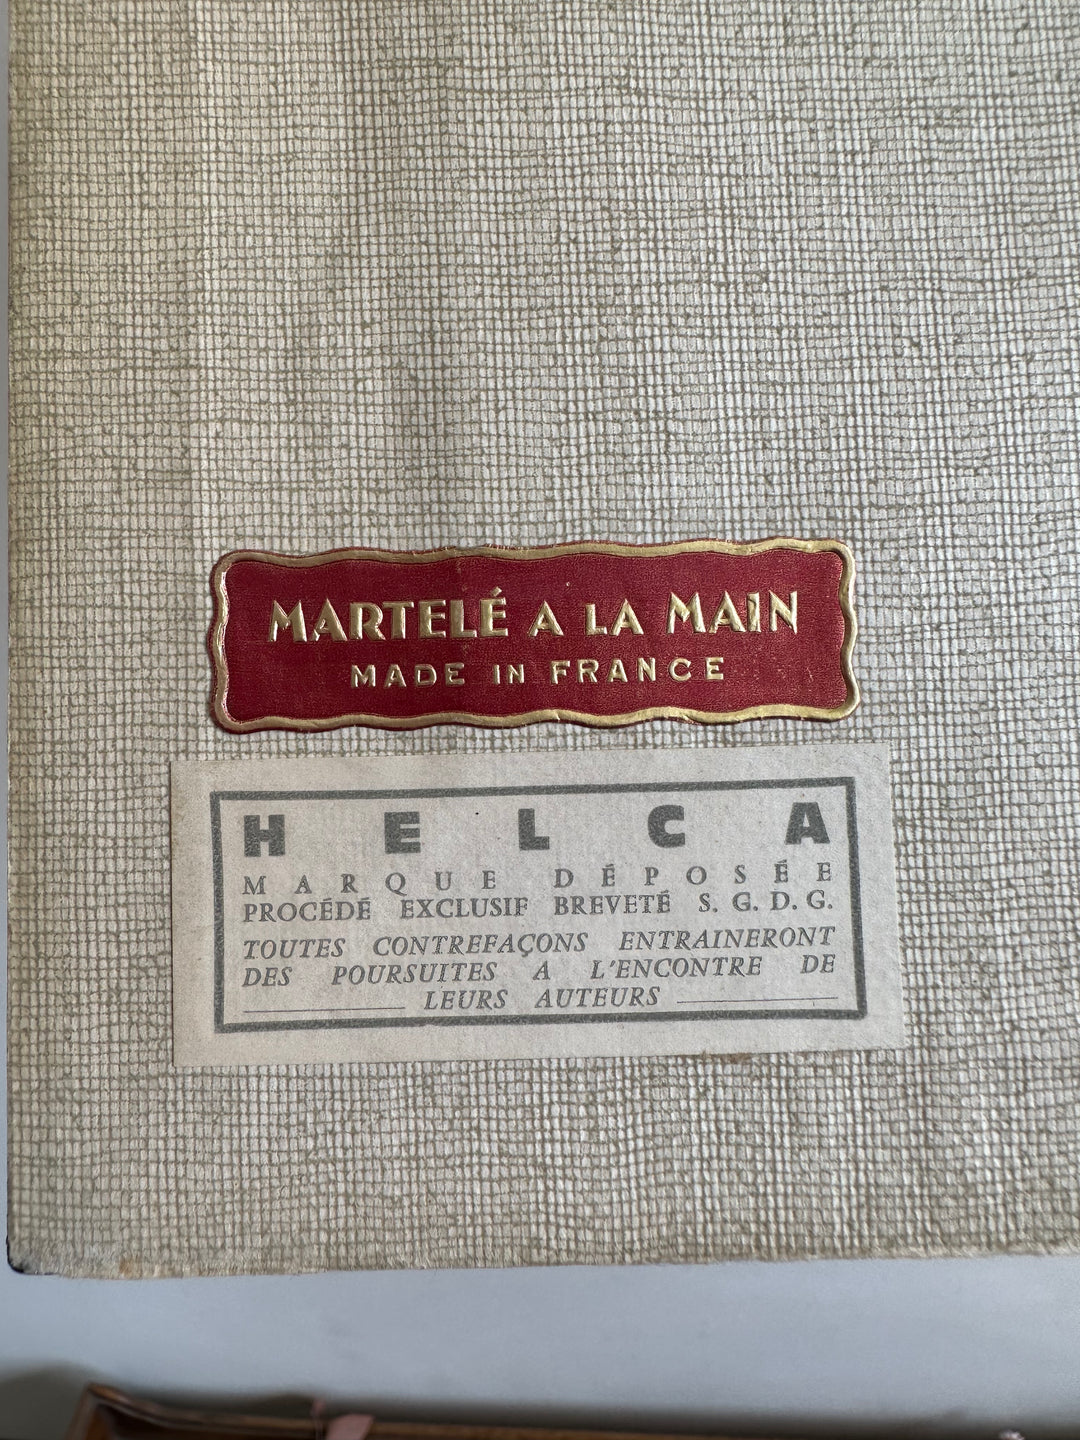 MARTELÉ A LA MAIN
MADE IN FRANCE
HELCA
MARQUE DÉPOSÉE
PROCÉDÉ EXCLUSIF BREVETÉ S. G. D. G.
TOUTES CONTREFAÇONS ENTRAINERONT
DES POURSUITES A L'ENCONTRE DE
LEURS AUTEURS